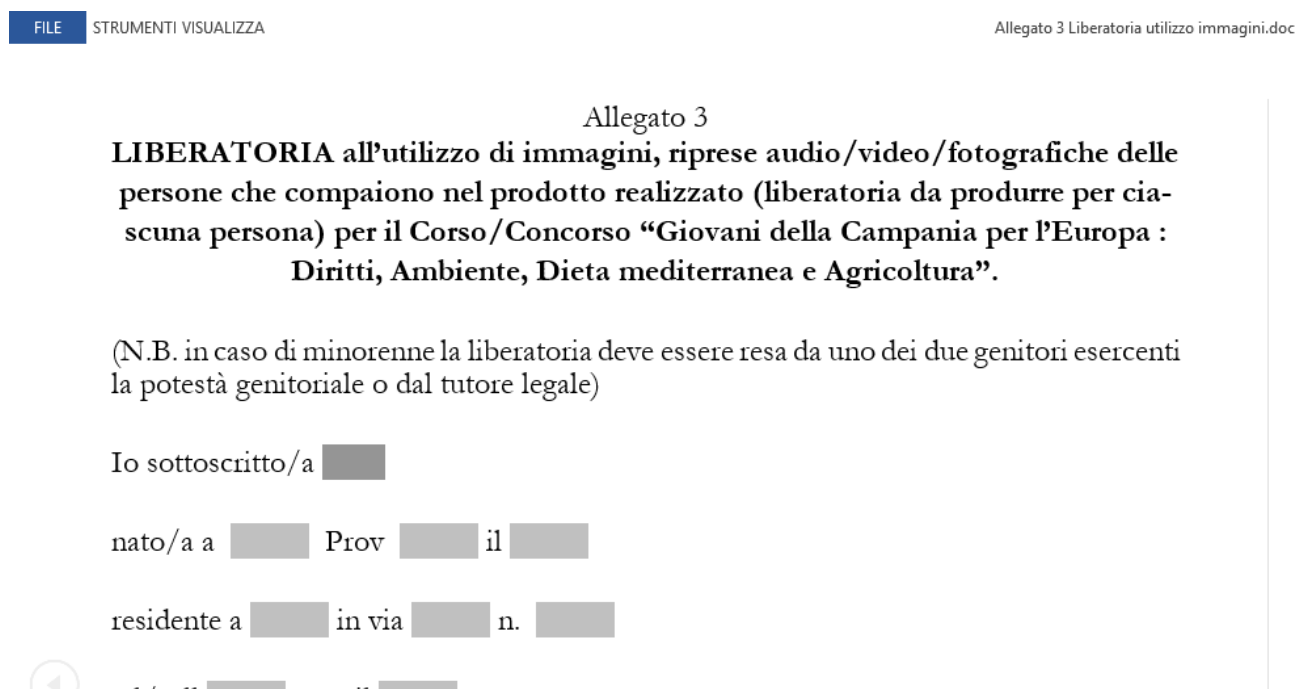 FILE STRUMENTI VISUALIZZA Allegato 3 Liberatoria utilizzo immagini.doc
Allegato 3
LIBERATORIA all’utilizzo di immagini, riprese audio/video/fotografiche delle
persone che compaiono nel prodotto realizzato (liberatoria da produrre per cia-
scuna persona) per il Corso/Concorso “Giovani della Campania per l’Europa :
Diritti, Ambiente, Dieta mediterranea e Agricoltura”.
(N.B. in caso di minorenne la liberatoria deve essere resa da uno dei due genitori esercenti
la potestà genitoriale o dal tutore legale)
Io sottoscritto/a
nato/a a Prov il
residente a in via n.